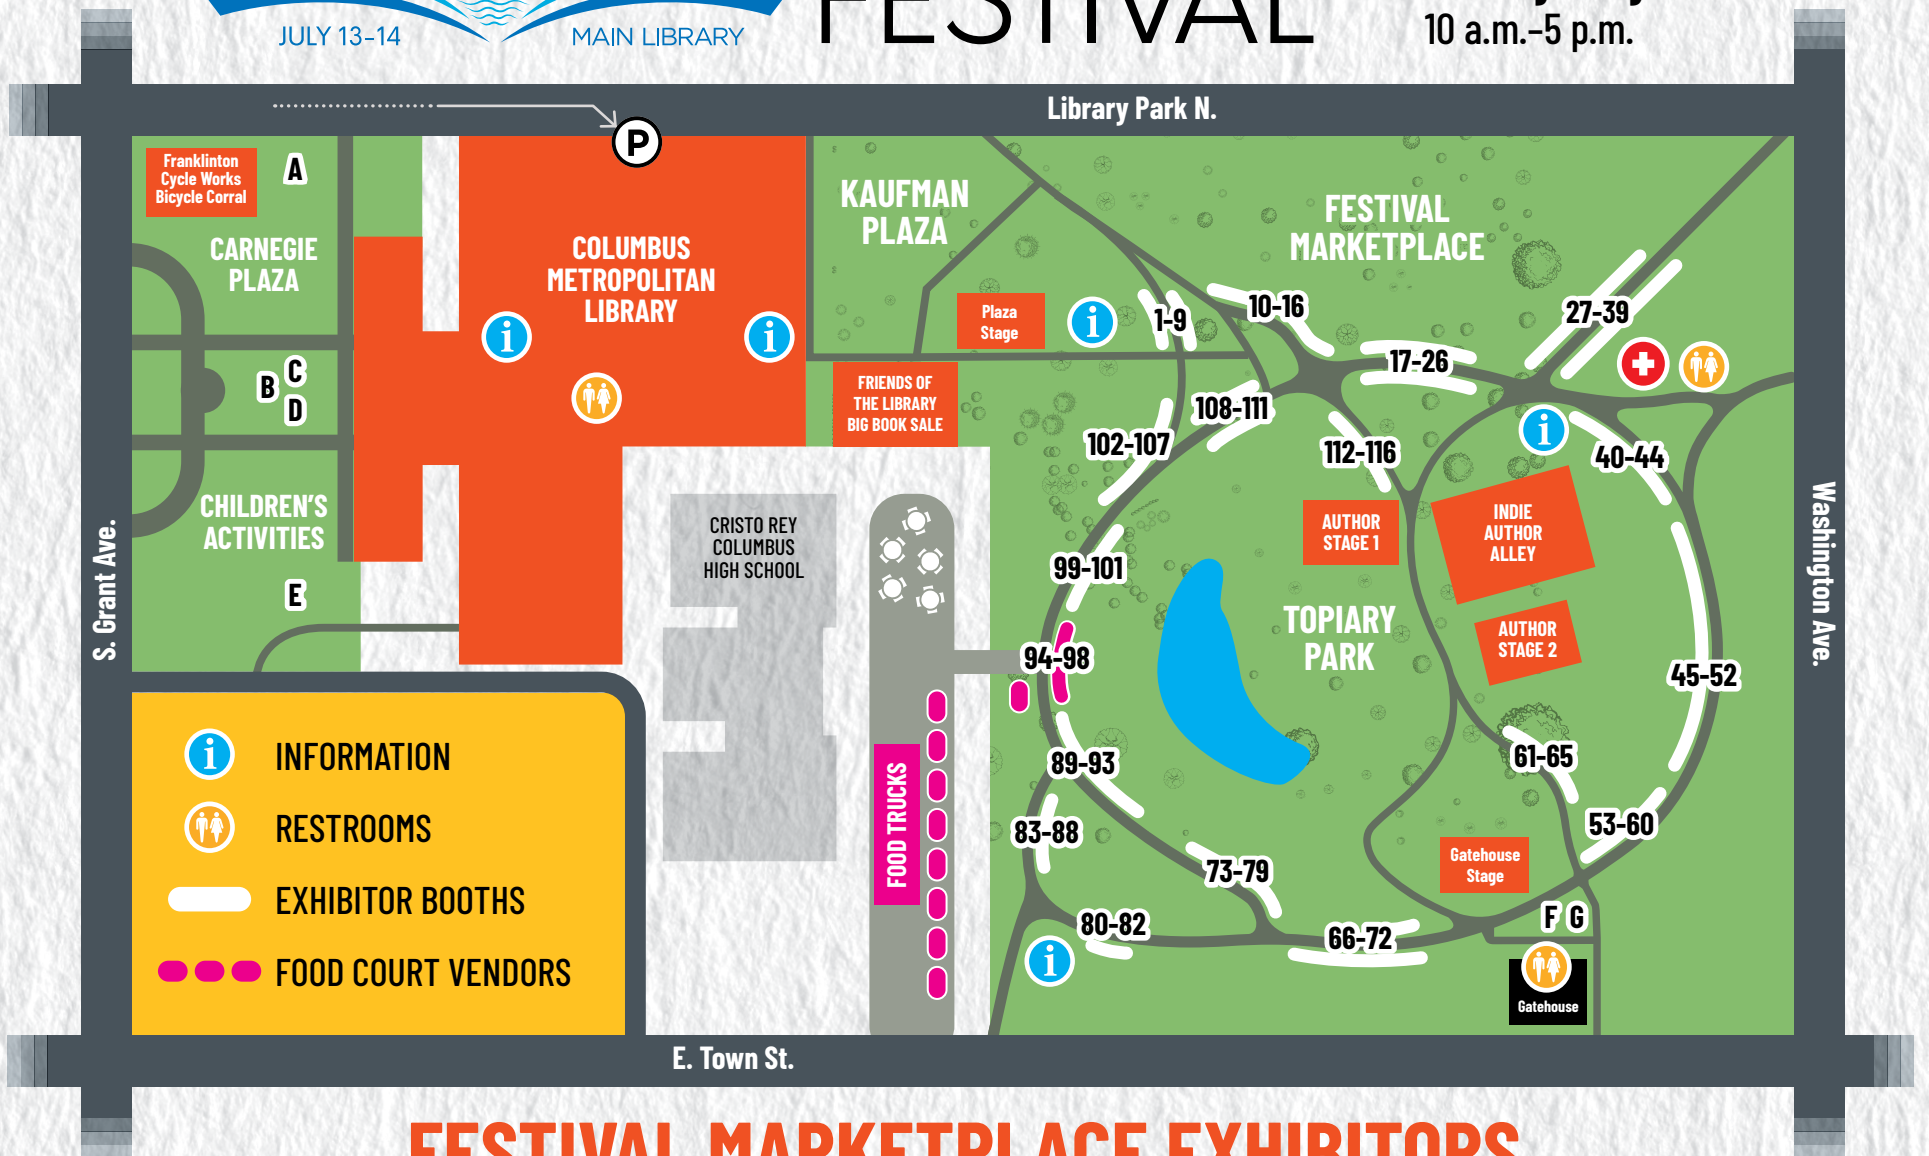 FESTIVAL
JULY 13-14
MAIN LIBRARY
10 a.m.–5 p.m.
Library Park N.
P
Franklinton
Cycle Works
Bicycle Corral
A
CARNEGIE
PLAZA
COLUMBUS
METROPOLITAN
LIBRARY
KAUFMAN
PLAZA
FESTIVAL
MARKETPLACE
Plaza
Stage
i
i
i
1-9
10-16
27-39
17-26
B
C
D
FRIENDS OF
THE LIBRARY
BIG BOOK SALE
108-111
102-107
112-116
i
40-44
CHILDREN'S
ACTIVITIES
E
CRISTO REY
COLUMBUS
HIGH SCHOOL
AUTHOR
STAGE 1
INDIE
AUTHOR
ALLEY
99-101
TOPIARY
PARK
AUTHOR
STAGE 2
94-98
45-52
S. Grant Ave.
Washington Ave.
i INFORMATION
RESTROOMS
EXHIBITOR BOOTHS
FOOD COURT VENDORS
FOOD TRUCKS
89-93
61-65
83-88
53-60
73-79
Gatehouse
Stage
80-82
66-72
F G
i
Gatehouse
E. Town St.
FESTIVAL MARKETPLACE EXHIBITORS